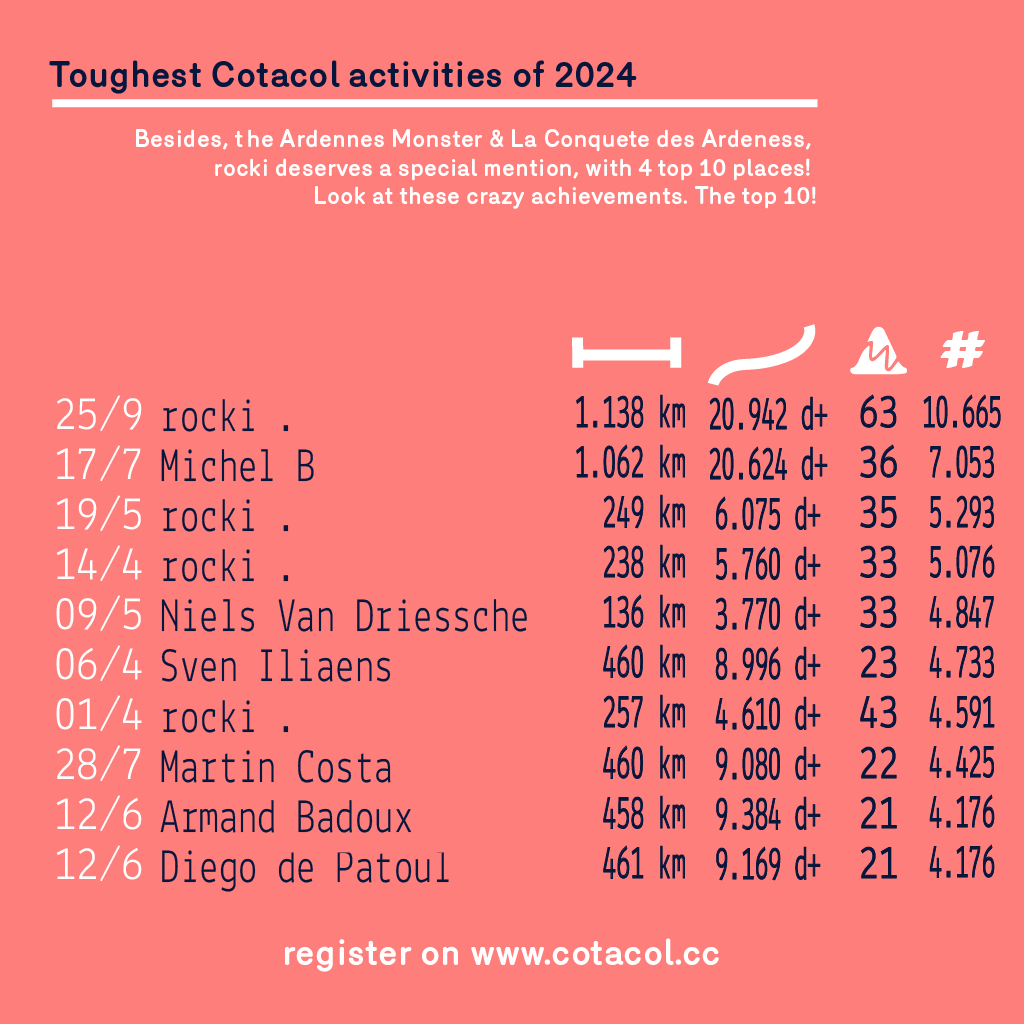 Toughest Cotacol activities of 2024
Besides, the Ardennes Monster & La Conquete des Ardeness,
rocki deserves a special mention, with 4 top 10 places!
Look at these crazy achievements. The top 10!
#
25/9 rocki . 1.138 km 20.942 d+ 63 10.665
17/7 Michel B 1.062 km 20.624 d+ 36 7.053
19/5 rocki . 249 km 6.075 d+ 35 5.293
14/4 rocki . 238 km 5.760 d+ 33 5.076
09/5 Niels Van Driessche 136 km 3.770 d+ 33 4.847
06/4 Sven Iliaens 460 km 8.996 d+ 23 4.733
01/4 rocki . 257 km 4.610 d+ 43 4.591
28/7 Martin Costa 460 km 9.080 d+ 22 4.425
12/6 Armand Badoux 458 km 9.384 d+ 21 4.176
12/6 Diego de Patoul 461 km 9.169 d+ 21 4.176
register on www.cotacol.cc